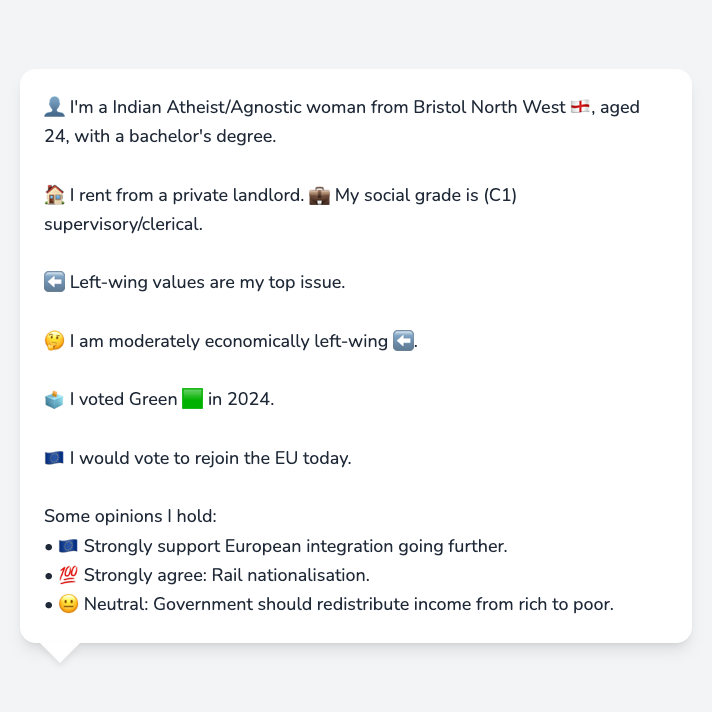 👤 I'm a Indian Atheist/Agnostic woman from Bristol North West 🏴󠁧󠁢󠁥󠁮󠁧󠁿, aged
24, with a bachelor's degree.
🏠 I rent from a private landlord. 💼 My social grade is (C1)
supervisory/clerical.
⬅️ Left-wing values are my top issue.
🤔 I am moderately economically left-wing ⬅️.
🗳️ I voted Green 🟩 in 2024.
🇪🇺 I would vote to rejoin the EU today.
Some opinions I hold:
• 🇪🇺 Strongly support European integration going further.
• 💯 Strongly agree: Rail nationalisation.
• 😐 Neutral: Government should redistribute income from rich to poor.